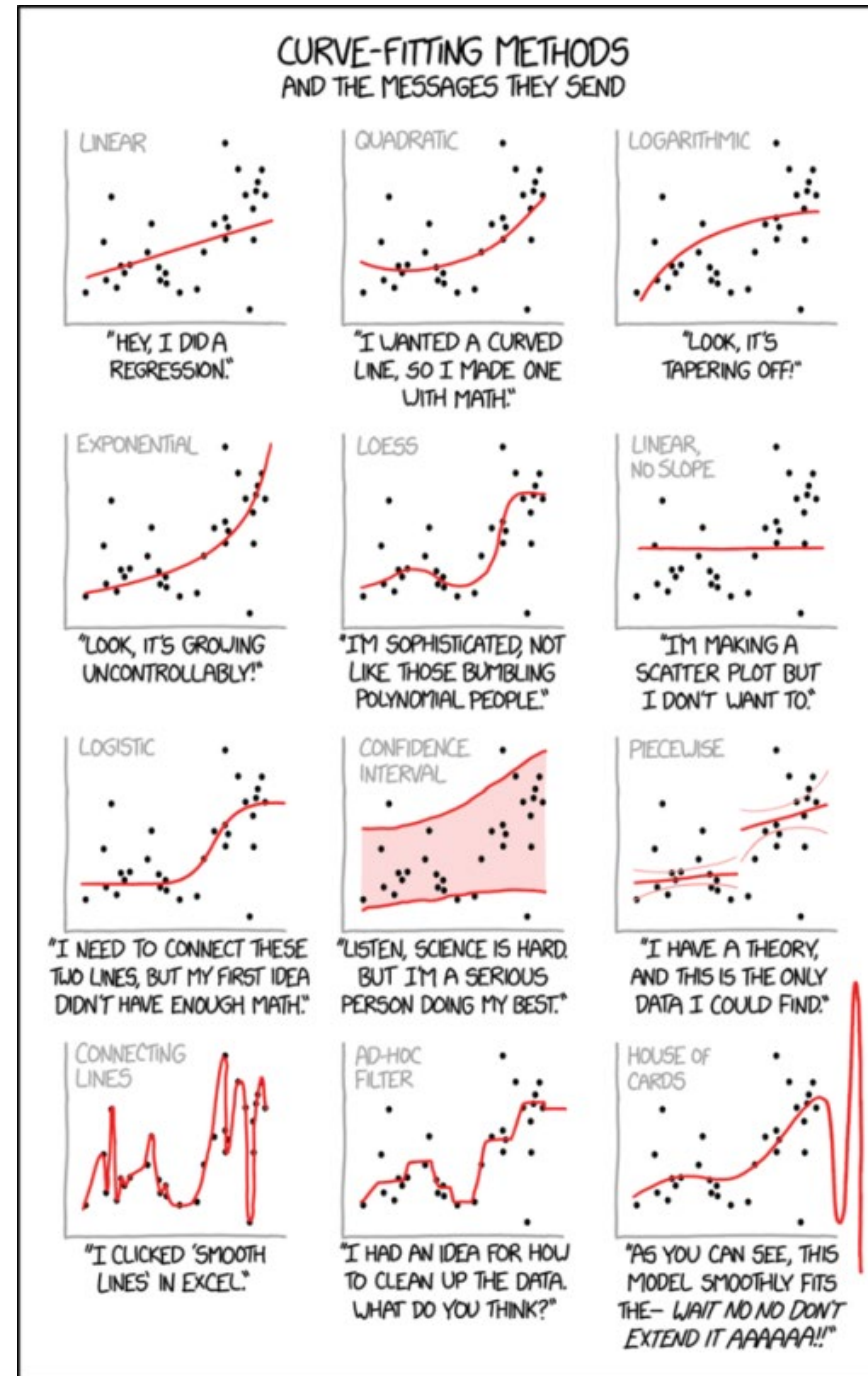 CURVE-FITTING METHODS
AND THE MESSAGES THEY SEND
LINEAR
"HEY, I DID A
REGRESSION."
QUADRATIC
"I WANTED A CURVED
LINE, SO I MADE ONE
WITH MATH."
LOGARITHMIC
"LOOK, IT'S
TAPERING OFF!"
EXPONENTIAL
"LOOK, IT'S GROWING
UNCONTROLLABLY!"
LOESS
"I'M SOPHISTICATED, NOT
LIKE THOSE BUMBLING
POLYNOMIAL PEOPLE."
LINEAR,
NO SLOPE
"I'M MAKING A
SCATTER PLOT BUT
I DON'T WANT TO."
LOGISTIC
"I NEED TO CONNECT THESE
TWO LINES, BUT MY FIRST IDEA
DIDN'T HAVE ENOUGH MATH."
CONFIDENCE
INTERVAL
"LISTEN, SCIENCE IS HARD.
BUT I'M A SERIOUS
PERSON DOING MY BEST."
PIECEWISE
"I HAVE A THEORY,
AND THIS IS THE ONLY
DATA I COULD FIND."
CONNECTING
LINES
"I CLICKED 'SMOOTH
LINES' IN EXCEL."
AD-HOC
FILTER
"I HAD AN IDEA FOR HOW
TO CLEAN UP THE DATA.
WHAT DO YOU THINK?"
HOUSE OF
CARDS
"AS YOU CAN SEE, THIS
MODEL SMOOTHLY FITS
THE- WAIT NO NO DON'T
EXTEND IT AAAAAA!!"